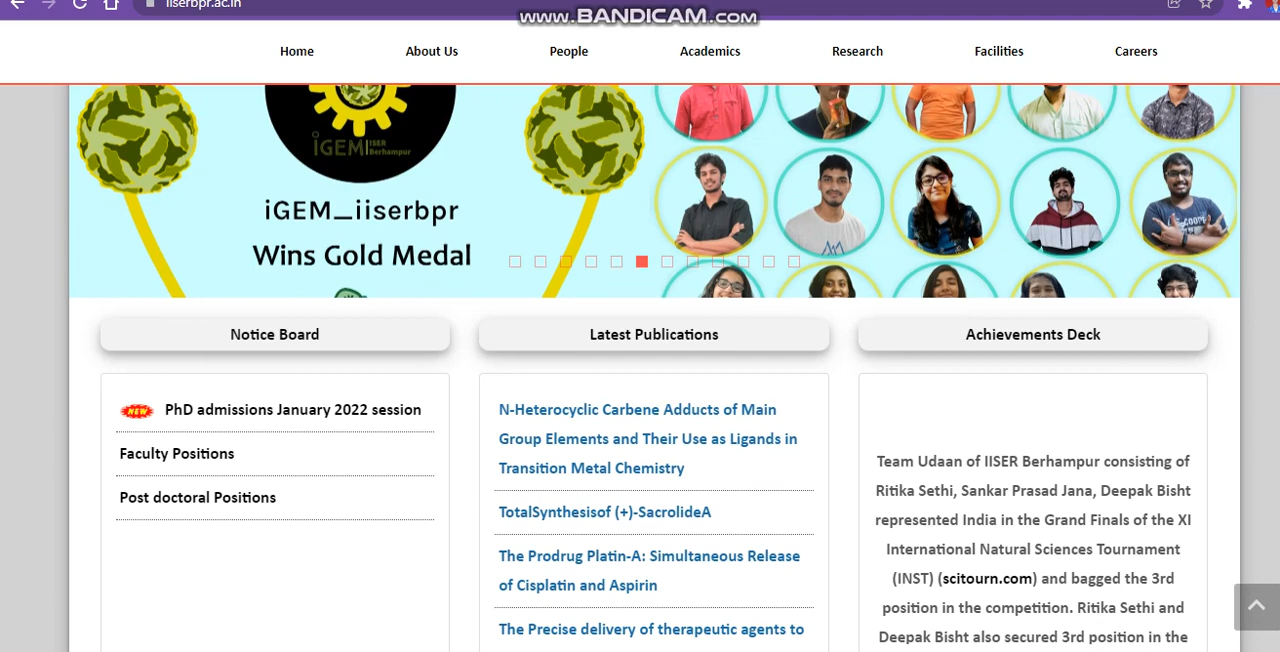 iiserbpr.ac.in
WWW.BANDICAM.COM
Home About Us People Academics Research Facilities Careers
iGEM IISER Berhampur
iGEM_iiserbpr
Wins Gold Medal
Notice Board
NEW PhD admissions January 2022 session
Faculty Positions
Post doctoral Positions
Latest Publications
N-Heterocyclic Carbene Adducts of Main
Group Elements and Their Use as Ligands in
Transition Metal Chemistry
TotalSynthesisof (+)-SacrolideA
The Prodrug Platin-A: Simultaneous Release
of Cisplatin and Aspirin
The Precise delivery of therapeutic agents to
Achievements Deck
Team Udaan of IISER Berhampur consisting of
Ritika Sethi, Sankar Prasad Jana, Deepak Bisht
represented India in the Grand Finals of the XI
International Natural Sciences Tournament
(INST) (scitourn.com) and bagged the 3rd
position in the competition. Ritika Sethi and
Deepak Bisht also secured 3rd position in the